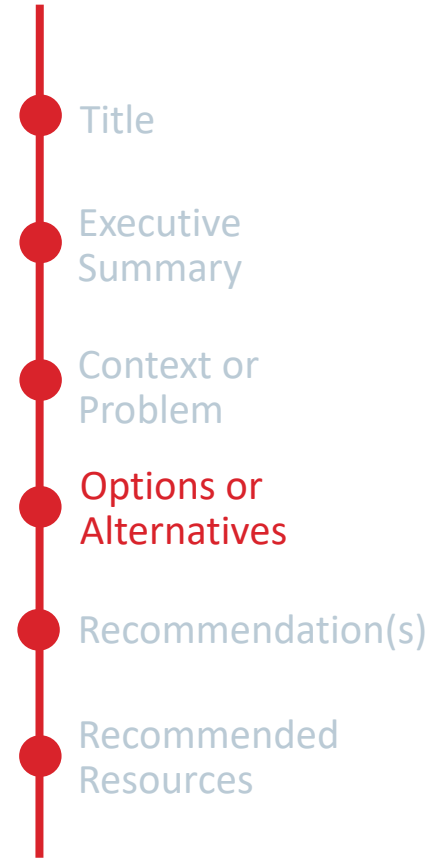 Title
Executive
Summary
Context or
Problem
Options or
Alternatives
Recommendation(s)
Recommended
Resources